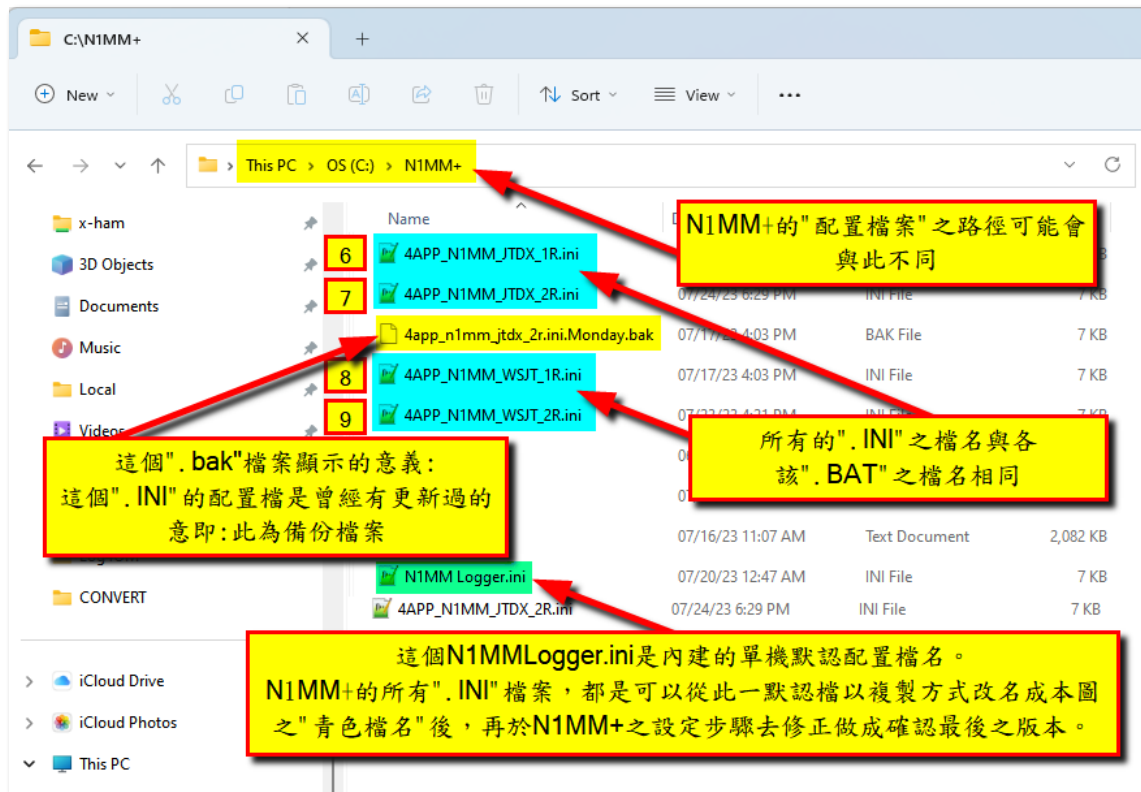 C:\N1MM+
New
Sort
View
This PC > OS (C:) > N1MM+
x-ham
3D Objects
Documents
Music
Local
Videos
CONVERT
iCloud Drive
iCloud Photos
This PC
Name
6 4APP_N1MM_JTDX_1R.ini
7 4APP_N1MM_JTDX_2R.ini 07/24/23 6:29 PM INI File 7 KB
4app_n1mm_jtdx_2r.ini.Monday.bak 07/17/23 4:03 PM BAK File 7 KB
8 4APP_N1MM_WSJT_1R.ini 07/17/23 4:03 PM INI File 7 KB
9 4APP_N1MM_WSJT_2R.ini INI File 7 KB
07/16/23 11:07 AM Text Document 2,082 KB
N1MM Logger.ini 07/20/23 12:47 AM INI File 7 KB
4APP_N1MM_JTDX_2R.ini 07/24/23 6:29 PM INI File 7 KB
N1MM+的"配置檔案"之路徑可能會
與此不同
所有的".INI"之檔名與各
該".BAT"之檔名相同
這個".bak"檔案顯示的意義:
這個".INI"的配置檔是曾經有更新過的
意即:此為備份檔案
這個N1MMLogger.ini是內建的單機默認配置檔名。
N1MM+的所有".INI"檔案，都是可以從此一默認檔以複製方式改名成本圖
之"青色檔名"後，再於N1MM+之設定步驟去修正做成確認最後之版本。